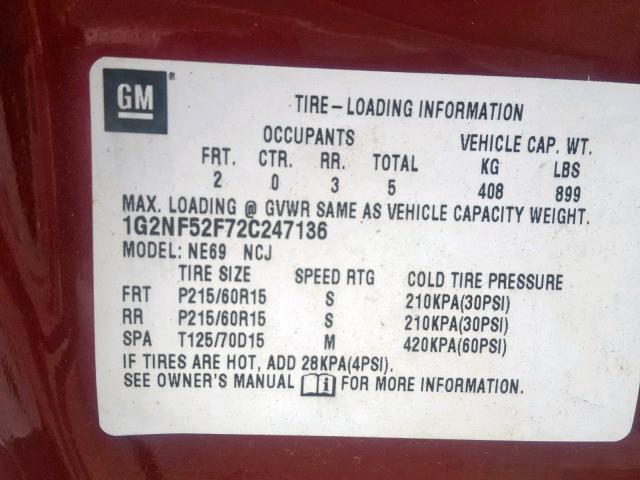 GM®
TIRE-LOADING INFORMATION
OCCUPANTS VEHICLE CAP. WT.
FRT. CTR. RR. TOTAL KG LBS
2 0 3 5 408 899
MAX. LOADING @ GVWR SAME AS VEHICLE CAPACITY WEIGHT.
1G2NF52F72C247136
MODEL: NE69 NCJ
TIRE SIZE SPEED RTG COLD TIRE PRESSURE
FRT P215/60R15 S 210KPA(30PSI)
RR P215/60R15 S 210KPA(30PSI)
SPA T125/70D15 M 420KPA(60PSI)
IF TIRES ARE HOT, ADD 28KPA(4PSI).
SEE OWNER'S MANUAL i FOR MORE INFORMATION.